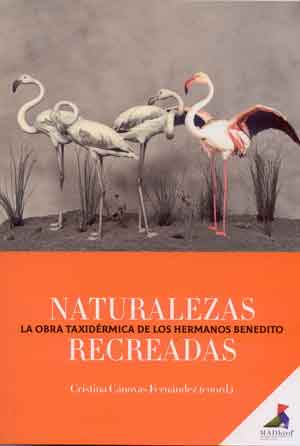 NATURALEZAS
LA OBRA TAXIDÉRMICA DE LOS HERMANOS BENEDITO
RECREADAS
Cristina Cánovas Fernández (coord.)